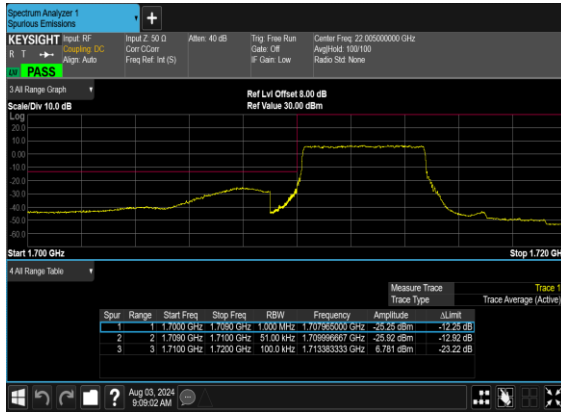 Spectrum Analyzer 1
Spurious Emissions
+
KEYSIGHT Input: RF Input Z: 50 Ω Atten: 40 dB Trig: Free Run Center Freq: 22.005000000 GHz
R T Coupling: DC Corr CCorr Gate: Off Avg|Hold: 100/100
Align: Auto Freq Ref: Int (S) IF Gain: Low Radio Std: None
LVI PASS
3 All Range Graph
Ref Lvl Offset 8.00 dB
Scale/Div 10.0 dB Ref Value 30.00 dBm
Log
20.0
10.0
0.00
-10.0
-20.0
-30.0
-40.0
-50.0
-60.0
Start 1.700 GHz Stop 1.720 GH
4 All Range Table
Measure Trace Trace 1
Trace Type Trace Average (Active)
Spur Range Start Freq Stop Freq RBW Frequency Amplitude ΔLimit
1 1 1.7000 GHz 1.7090 GHz 1.000 MHz 1.707965000 GHz -25.25 dBm -12.25 dB
2 2 1.7090 GHz 1.7100 GHz 51.00 kHz 1.709996667 GHz -25.92 dBm -12.92 dB
3 3 1.7100 GHz 1.7200 GHz 100.0 kHz 1.713383333 GHz 6.781 dBm -23.22 dB
? Aug 03, 2024
9:09:02 AM